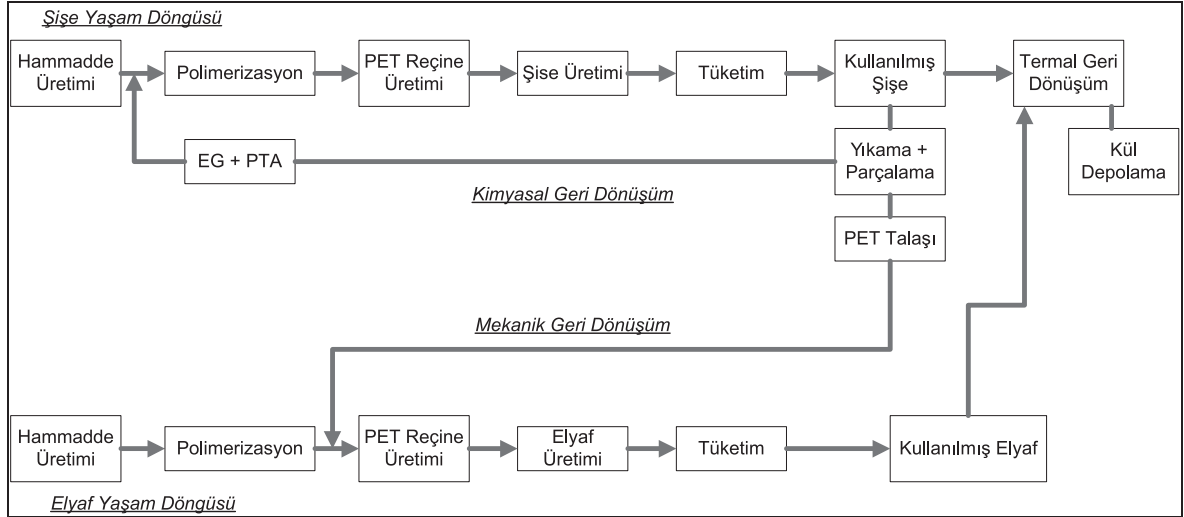 Şişe Yaşam Döngüsü
Hammadde
Üretimi
Polimerizasyon
PET Reçine
Üretimi
Şise Üretimi
Tüketim
Kullanılmış
Şişe
Termal Geri
Dönüşüm
EG + PTA
Yıkama +
Parçalama
Kül
Depolama
Kimyasal Geri Dönüşüm
PET Talaşı
Mekanik Geri Dönüşüm
Hammadde
Üretimi
Polimerizasyon
PET Reçine
Üretimi
Elyaf
Üretimi
Tüketim
Kullanılmış Elyaf
Elyaf Yaşam Döngüsü